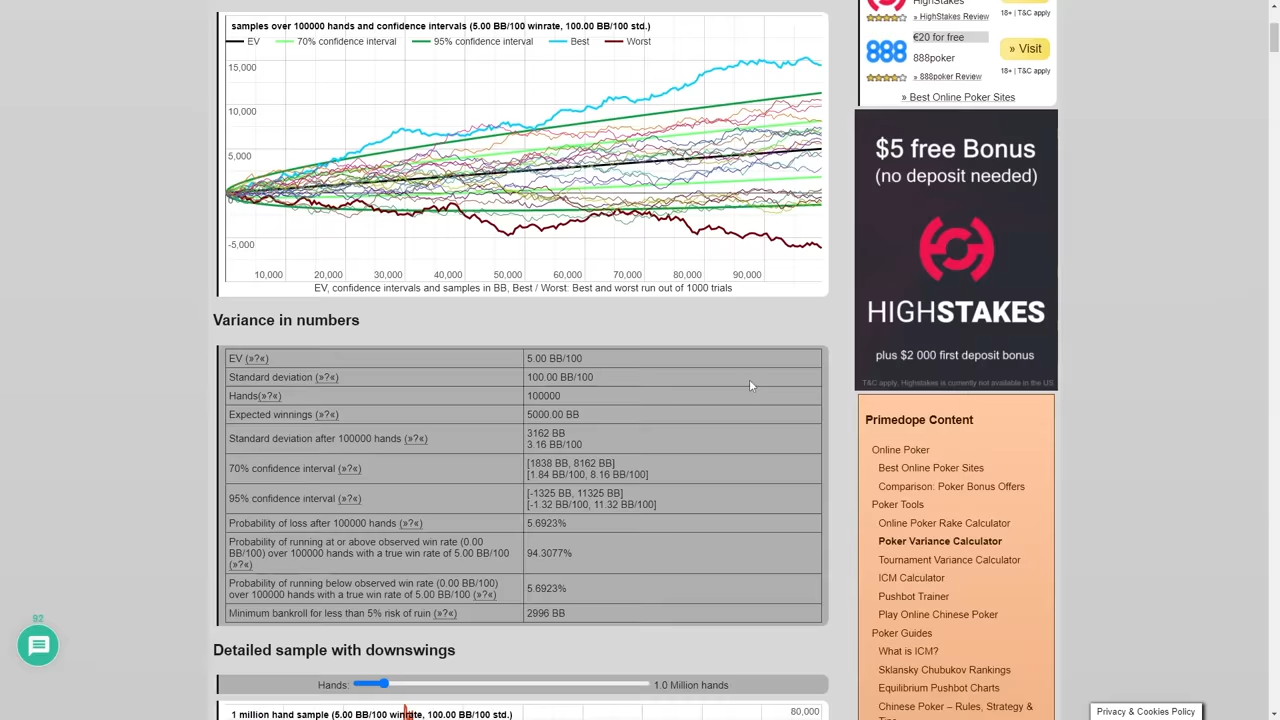 samples over 100000 hands and confidence intervals (5.00 BB/100 winrate, 100.00 BB/100 std.)
EV 70% confidence interval 95% confidence interval Best Worst
15,000
10,000
5,000
0
-5,000
10,000 20,000 30,000 40,000 50,000 60,000 70,000 80,000 90,000
EV, confidence intervals and samples in BB, Best / Worst: Best and worst run out of 1000 trials
Variance in numbers
EV (»?«) 5.00 BB/100
Standard deviation (»?«) 100.00 BB/100
Hands(»?«) 100000
Expected winnings (»?«) 5000.00 BB
Standard deviation after 100000 hands (»?«) 3162 BB
3.16 BB/100
70% confidence interval (»?«) [1838 BB, 8162 BB]
[1.84 BB/100, 8.16 BB/100]
95% confidence interval (»?«) [-1325 BB, 11325 BB]
[-1.32 BB/100, 11.32 BB/100]
Probability of loss after 100000 hands (»?«) 5.6923%
Probability of running at or above observed win rate (0.00
BB/100) over 100000 hands with a true win rate of 5.00 BB/100
(»?«)
94.3077%
Probability of running below observed win rate (0.00 BB/100)
over 100000 hands with a true win rate of 5.00 BB/100 (»?«)
5.6923%
Minimum bankroll for less than 5% risk of ruin (»?«) 2996 BB
Detailed sample with downswings
Hands: 1.0 Million hands
1 million hand sample (5.00 BB/100 winrate, 100.00 BB/100 std.)
80,000
92
HighStakes
» HighStakes Review
18+ | T&C apply
€20 for free
888
888poker
» Visit
» 888poker Review
18+ | T&C apply
» Best Online Poker Sites
$5 free Bonus
(no deposit needed)
HIGHSTAKES
plus $2 000 first deposit bonus
T&C apply. Highstakes is currently not available in the US
Primedope Content
Online Poker
Best Online Poker Sites
Comparison: Poker Bonus Offers
Poker Tools
Online Poker Rake Calculator
Poker Variance Calculator
Tournament Variance Calculator
ICM Calculator
Pushbot Trainer
Play Online Chinese Poker
Poker Guides
What is ICM?
Sklansky Chubukov Rankings
Equilibrium Pushbot Charts
Chinese Poker – Rules, Strategy &
Privacy & Cookies Policy